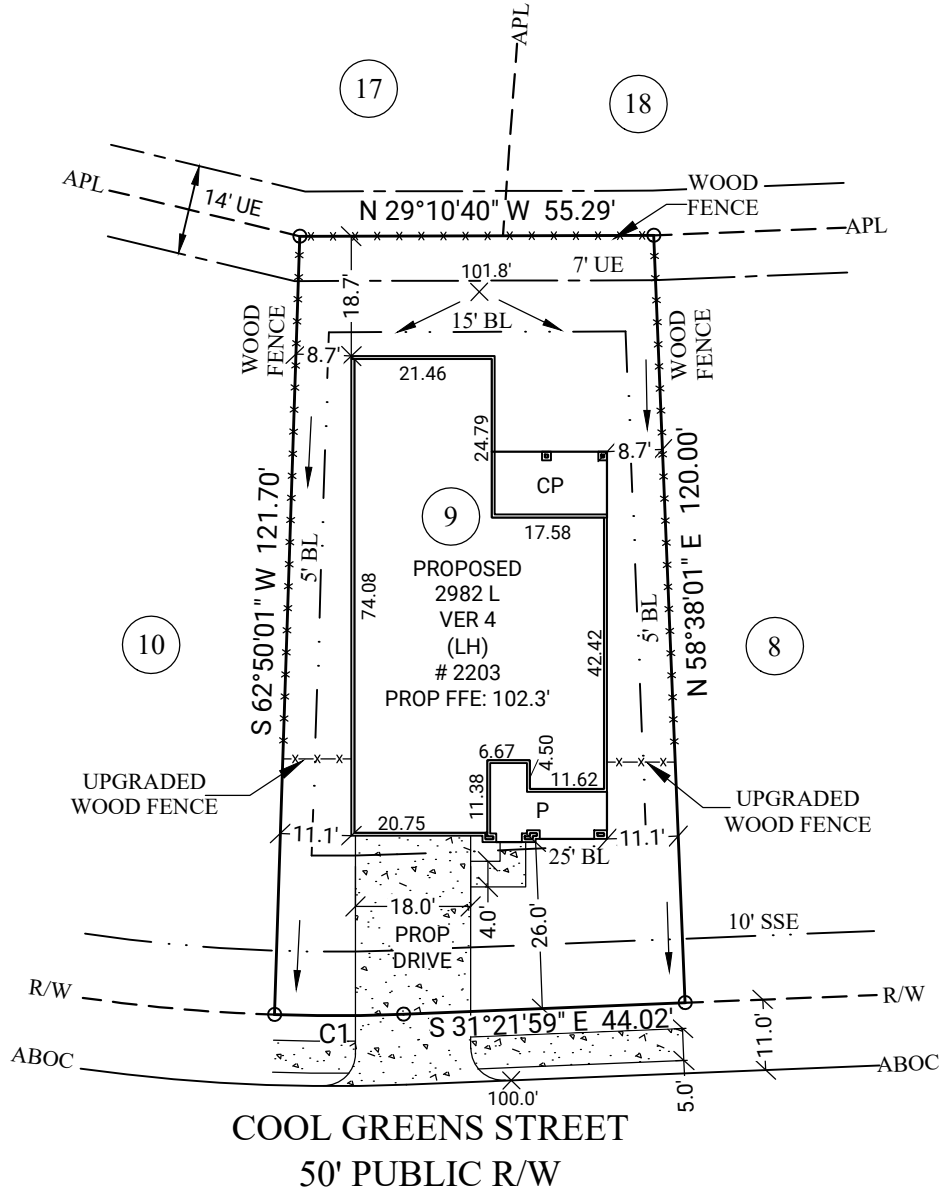 APL
17
18
WOOD
FENCE
APL
14' UE
N 29°10'40" W 55.29'
APL
7' UE
101.8'
18.7'
15' BL
WOOD
FENCE
WOOD
FENCE
8.7'
21.46
24.79
8.7'
CP
9
17.58
S 62°50'01" W 121.70'
5' BL
74.08
PROPOSED
2982 L
VER 4
(LH)
# 2203
PROP FFE: 102.3'
42.42
5' BL
N 58°38'01" E 120.00'
10
8
6.67
4.50
11.62
UPGRADED
WOOD FENCE
11.38
P
UPGRADED
WOOD FENCE
11.1'
20.75
11.1'
25' BL
18.0'
4.0'
26.0'
PROP
DRIVE
10' SSE
R/W
R/W
C1
S 31°21'59" E 44.02'
11.0'
ABOC
ABOC
100.0'
5.0'
COOL GREENS STREET
50' PUBLIC R/W